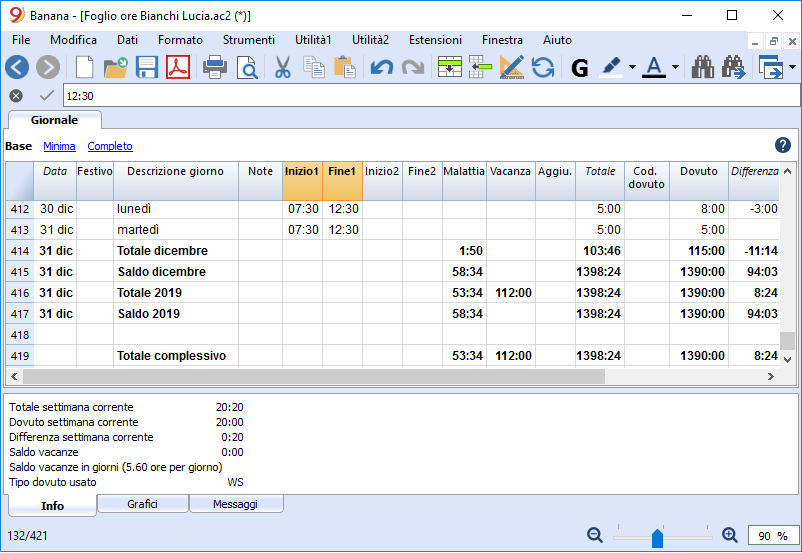 Banana - [Foglio ore Bianchi Lucia.ac2 (*)]
File Modifica Dati Formato Strumenti Utilità1 Utilità2 Estensioni Finestra Aiuto
G A
12:30
Giornale
Base Minima Completo ?
Data Festivo Descrizione giorno Note Inizio1 Fine1 Inizio2 Fine2 Malattia Vacanza Aggiu. Totale Cod. dovuto Dovuto Differenza
412 30 dic lunedì 07:30 12:30 5:00 8:00 -3:00
413 31 dic martedì 07:30 12:30 5:00 5:00
414 31 dic Totale dicembre 1:50 103:46 115:00 -11:14
415 31 dic Saldo dicembre 58:34 1398:24 1390:00 94:03
416 31 dic Totale 2019 53:34 112:00 1398:24 1390:00 8:24
417 31 dic Saldo 2019 58:34 1398:24 1390:00 94:03
418
419 Totale complessivo 53:34 112:00 1398:24 1390:00 8:24
Totale settimana corrente 20:20
Dovuto settimana corrente 20:00
Differenza settimana corrente 0:20
Saldo vacanze 0:00
Saldo vacanze in giorni (5.60 ore per giorno)
Tipo dovuto usato WS
Info Grafici Messaggi
132/421 90 %